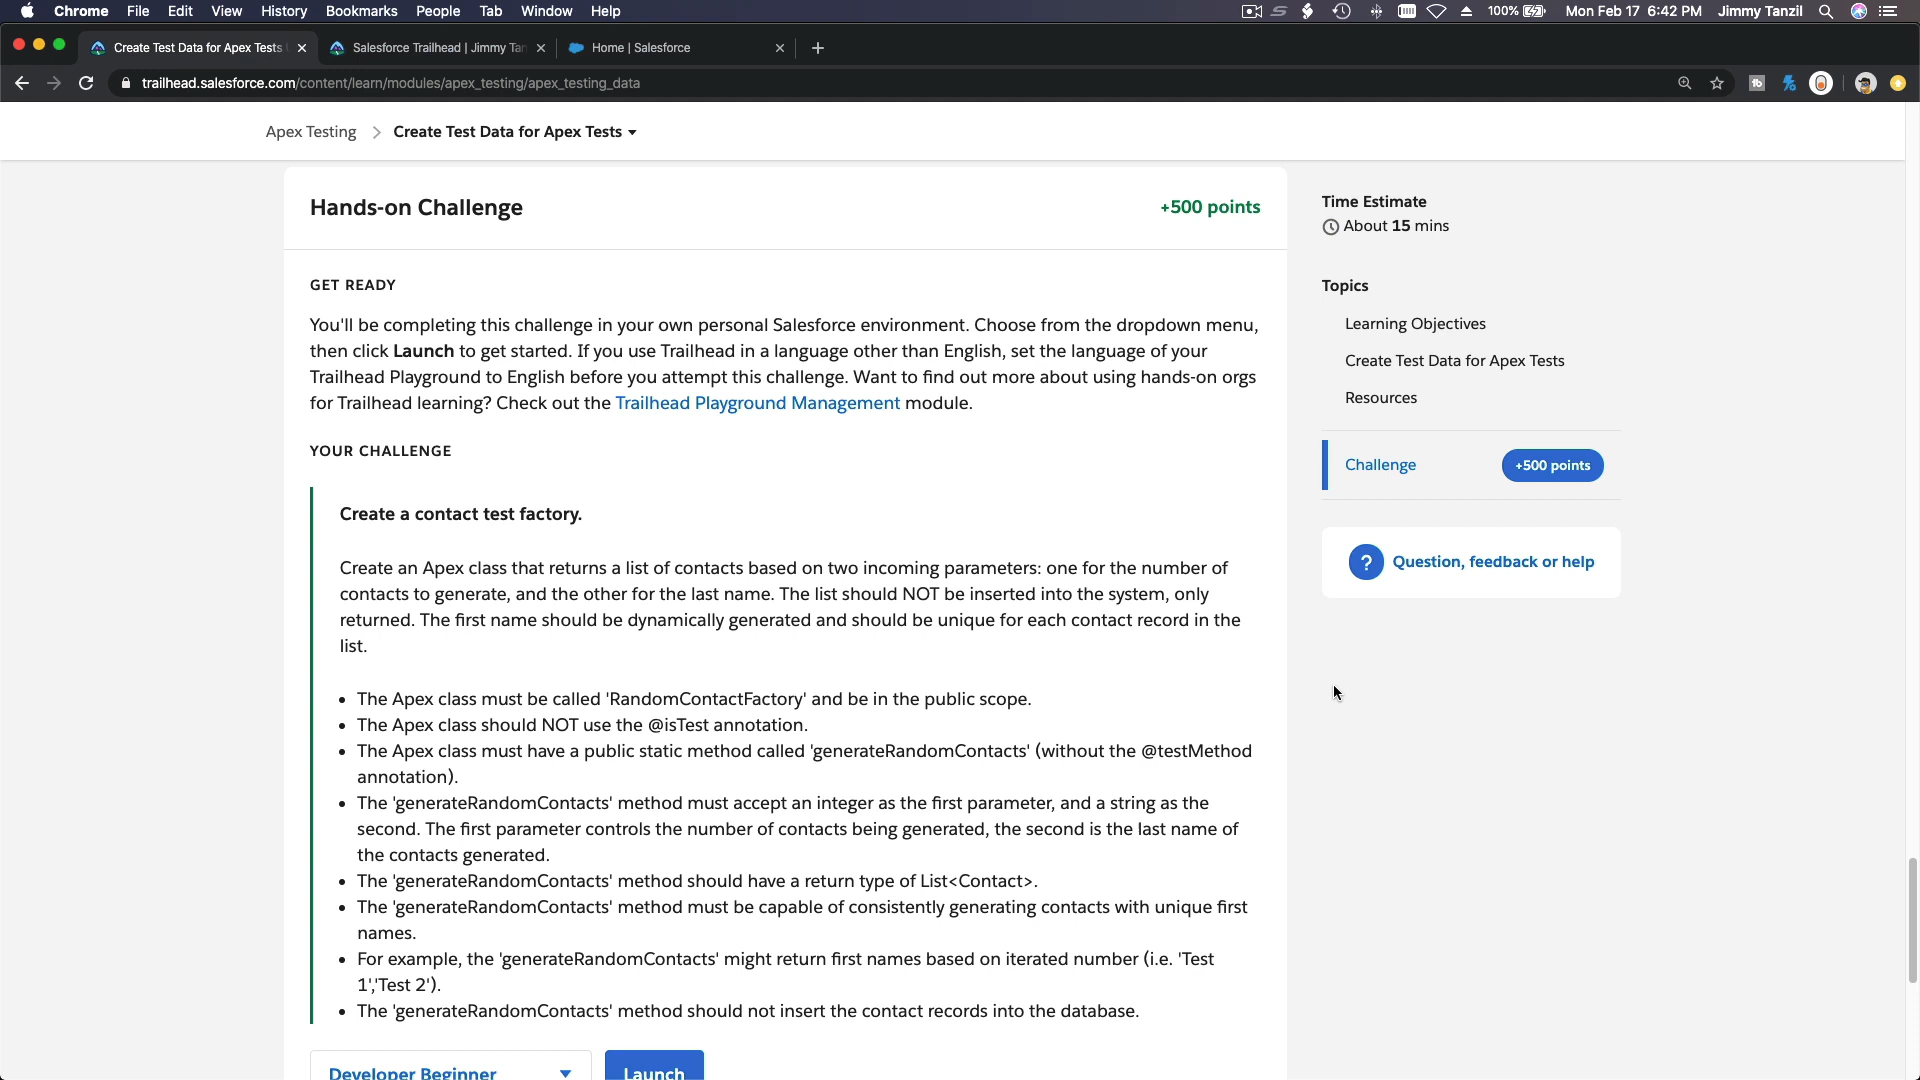 Chrome File Edit View History Bookmarks People Tab Window Help 100% Mon Feb 17 6:42 PM Jimmy Tanzil
Create Test Data for Apex Tests Salesforce Trailhead | Jimmy Tan Home | Salesforce
trailhead.salesforce.com/content/learn/modules/apex_testing/apex_testing_data
Apex Testing Create Test Data for Apex Tests
Hands-on Challenge +500 points
GET READY
You'll be completing this challenge in your own personal Salesforce environment. Choose from the dropdown menu,
then click Launch to get started. If you use Trailhead in a language other than English, set the language of your
Trailhead Playground to English before you attempt this challenge. Want to find out more about using hands-on orgs
for Trailhead learning? Check out the Trailhead Playground Management module.
YOUR CHALLENGE
Create a contact test factory.
Create an Apex class that returns a list of contacts based on two incoming parameters: one for the number of
contacts to generate, and the other for the last name. The list should NOT be inserted into the system, only
returned. The first name should be dynamically generated and should be unique for each contact record in the
list.
• The Apex class must be called 'RandomContactFactory' and be in the public scope.
• The Apex class should NOT use the @isTest annotation.
• The Apex class must have a public static method called 'generateRandomContacts' (without the @testMethod
annotation).
• The 'generateRandomContacts' method must accept an integer as the first parameter, and a string as the
second. The first parameter controls the number of contacts being generated, the second is the last name of
the contacts generated.
• The 'generateRandomContacts' method should have a return type of List<Contact>.
• The 'generateRandomContacts' method must be capable of consistently generating contacts with unique first
names.
• For example, the 'generateRandomContacts' might return first names based on iterated number (i.e. 'Test
1','Test 2').
• The 'generateRandomContacts' method should not insert the contact records into the database.
Developer Beginner Launch
Time Estimate
About 15 mins
Topics
Learning Objectives
Create Test Data for Apex Tests
Resources
Challenge +500 points
? Question, feedback or help